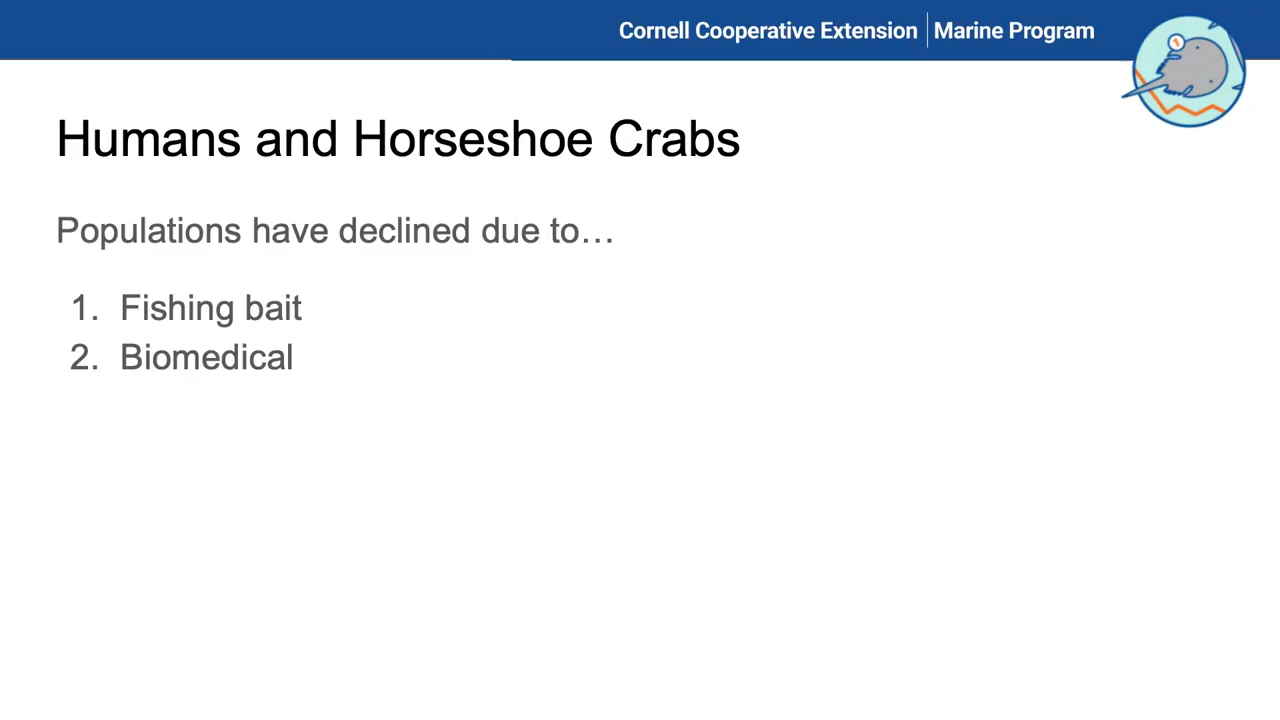 Cornell Cooperative Extension | Marine Program
Humans and Horseshoe Crabs
Populations have declined due to…
1. Fishing bait
2. Biomedical